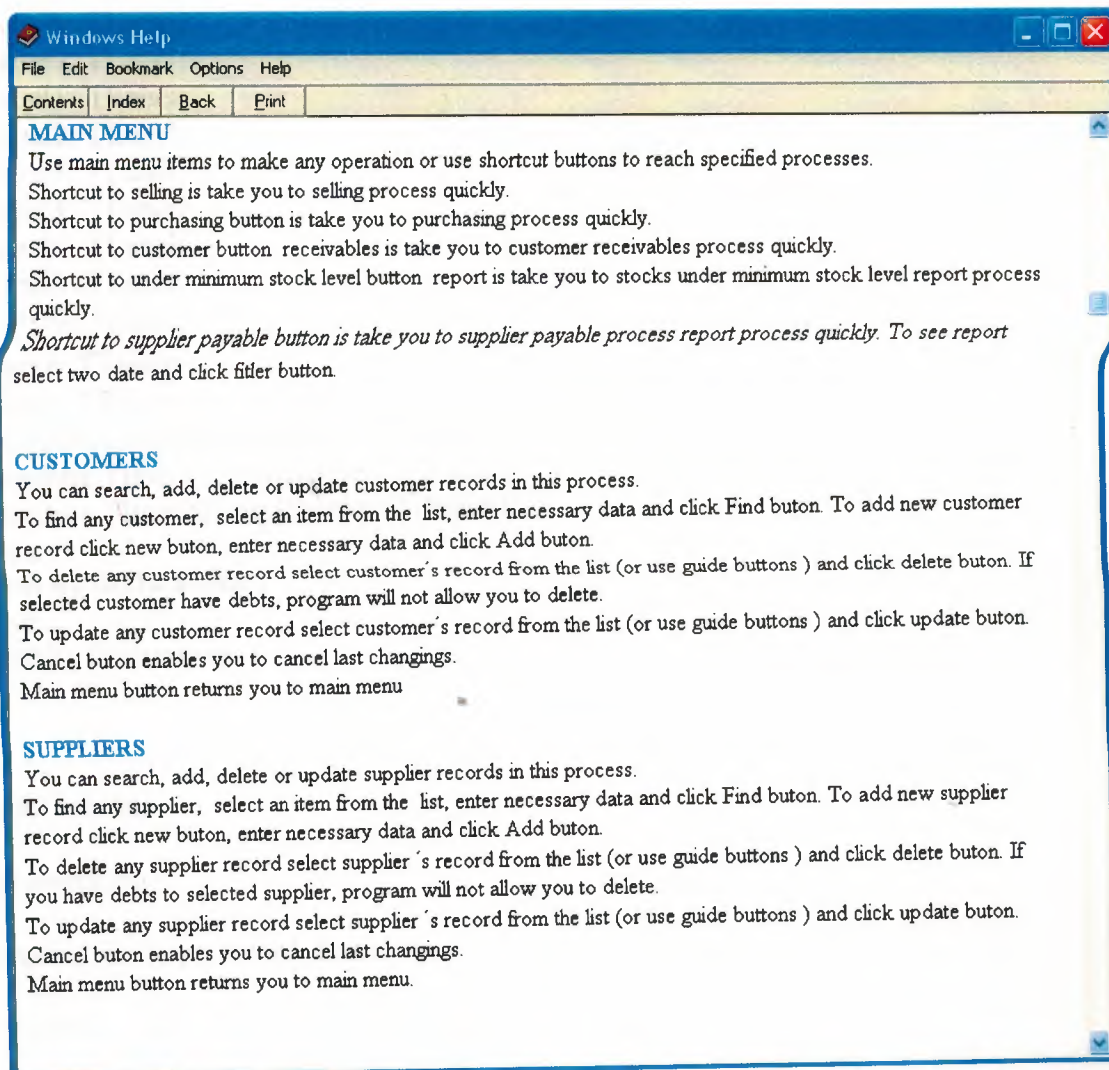 Windows Help
File Edit Bookmark Options Help
Contents Index Back Print
MAIN MENU
Use main menu items to make any operation or use shortcut buttons to reach specified processes.
Shortcut to selling is take you to selling process quickly.
Shortcut to purchasing button is take you to purchasing process quickly.
Shortcut to customer button receivables is take you to customer receivables process quickly.
Shortcut to under minimum stock level button report is take you to stocks under minimum stock level report process
quickly.
Shortcut to supplier payable button is take you to supplier payable process report process quickly. To see report
select two date and click fitler button.
CUSTOMERS
You can search, add, delete or update customer records in this process.
To find any customer, select an item from the list, enter necessary data and click Find buton. To add new customer
record click new buton, enter necessary data and click Add buton.
To delete any customer record select customer´s record from the list (or use guide buttons ) and click delete buton. If
selected customer have debts, program will not allow you to delete.
To update any customer record select customer´s record from the list (or use guide buttons ) and click update buton.
Cancel buton enables you to cancel last changings.
Main menu button returns you to main menu
SUPPLIERS
You can search, add, delete or update supplier records in this process.
To find any supplier, select an item from the list, enter necessary data and click Find buton. To add new supplier
record click new buton, enter necessary data and click Add buton.
To delete any supplier record select supplier ´s record from the list (or use guide buttons ) and click delete buton. If
you have debts to selected supplier, program will not allow you to delete.
To update any supplier record select supplier ´s record from the list (or use guide buttons ) and click update buton.
Cancel buton enables you to cancel last changings.
Main menu button returns you to main menu.